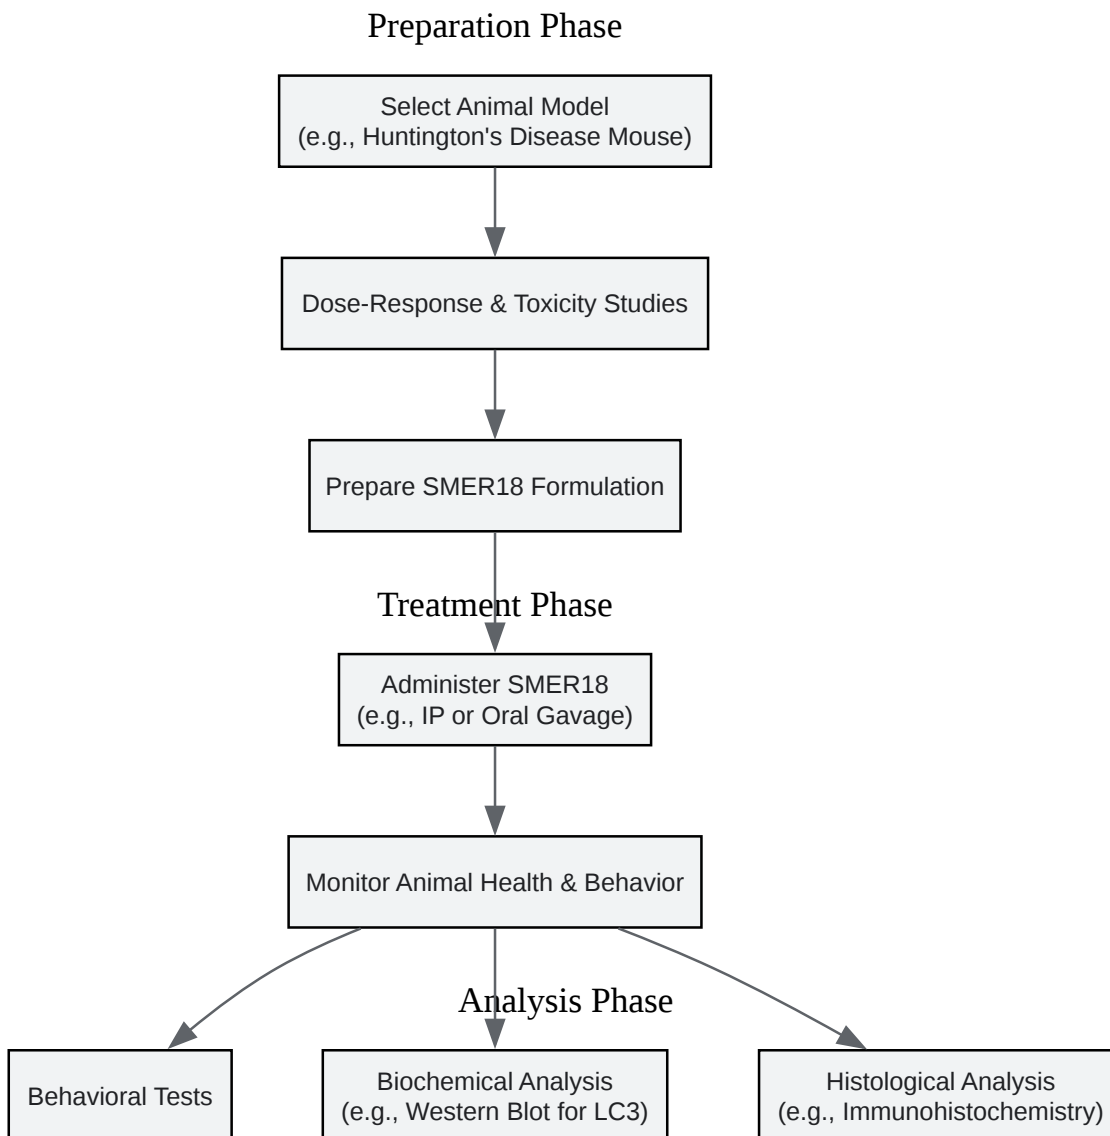 Preparation Phase
Select Animal Model
(e.g., Huntington's Disease Mouse)
Dose-Response & Toxicity Studies
Prepare SMER18 Formulation
Treatment Phase
Administer SMER18
(e.g., IP or Oral Gavage)
Monitor Animal Health & Behavior
Analysis Phase
Behavioral Tests
Biochemical Analysis
(e.g., Western Blot for LC3)
Histological Analysis
(e.g., Immunohistochemistry)